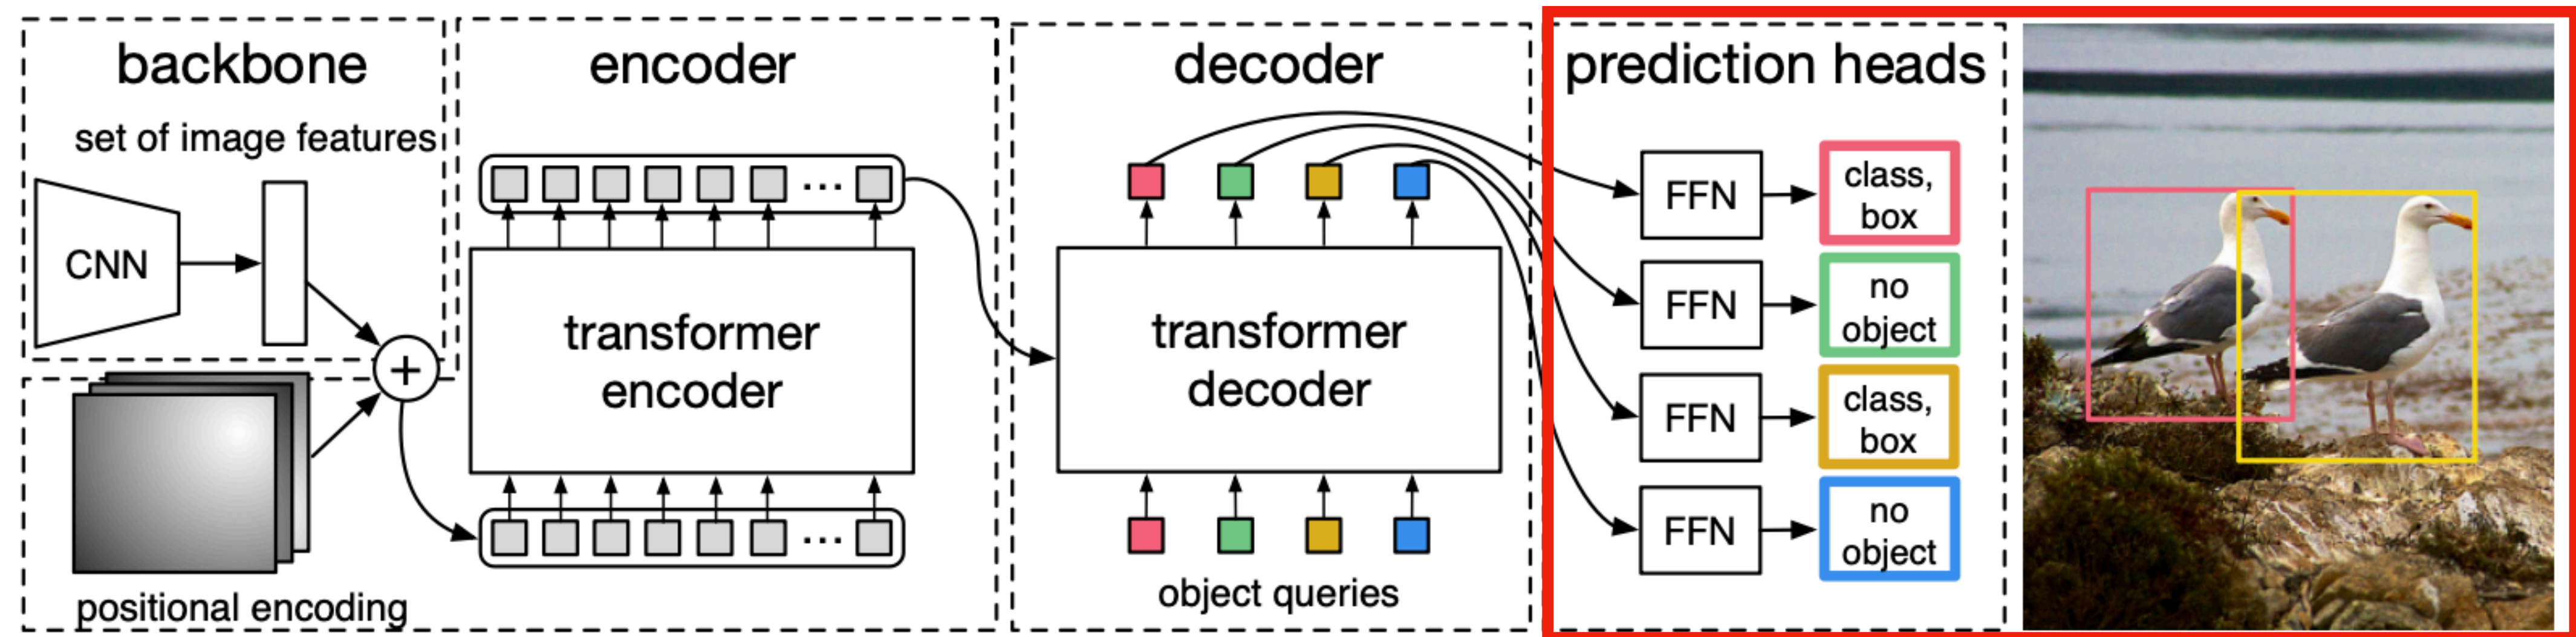 backbone
set of image features
CNN
+
positional encoding
encoder
...
transformer
encoder
...
decoder
transformer
decoder
object queries
prediction heads
FFN
class,
box
FFN
no
object
FFN
class,
box
FFN
no
object